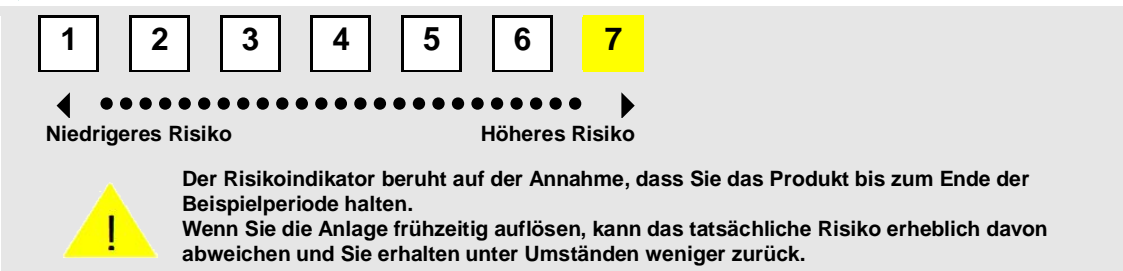 1 2 3 4 5 6 7
Niedrigeres Risiko Höheres Risiko
!
Der Risikoindikator beruht auf der Annahme, dass Sie das Produkt bis zum Ende der
Beispielperiode halten.
Wenn Sie die Anlage frühzeitig auflösen, kann das tatsächliche Risiko erheblich davon
abweichen und Sie erhalten unter Umständen weniger zurück.